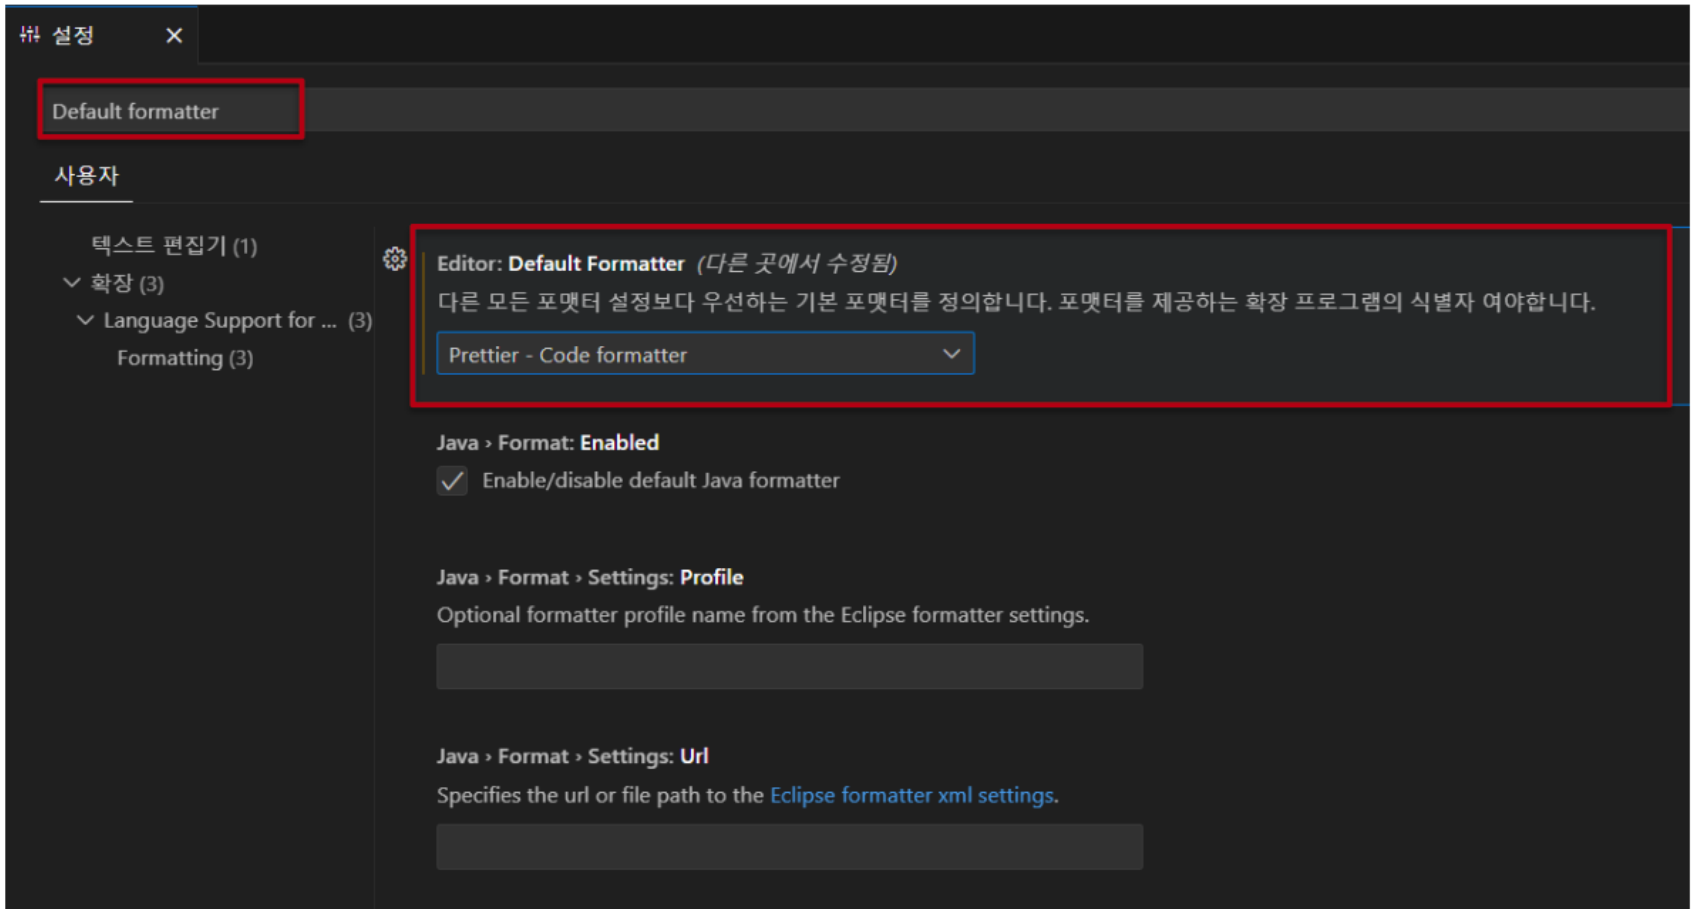 설정
Default formatter
사용자
텍스트 편집기 (1)
확장 (3)
Language Support for ... (3)
Formatting (3)
Editor: Default Formatter (다른 곳에서 수정됨)
다른 모든 포맷터 설정보다 우선하는 기본 포맷터를 정의합니다. 포맷터를 제공하는 확장 프로그램의 식별자 여야합니다.
Prettier - Code formatter
Java › Format: Enabled
Enable/disable default Java formatter
Java › Format › Settings: Profile
Optional formatter profile name from the Eclipse formatter settings.
Java › Format › Settings: Url
Specifies the url or file path to the Eclipse formatter xml settings.